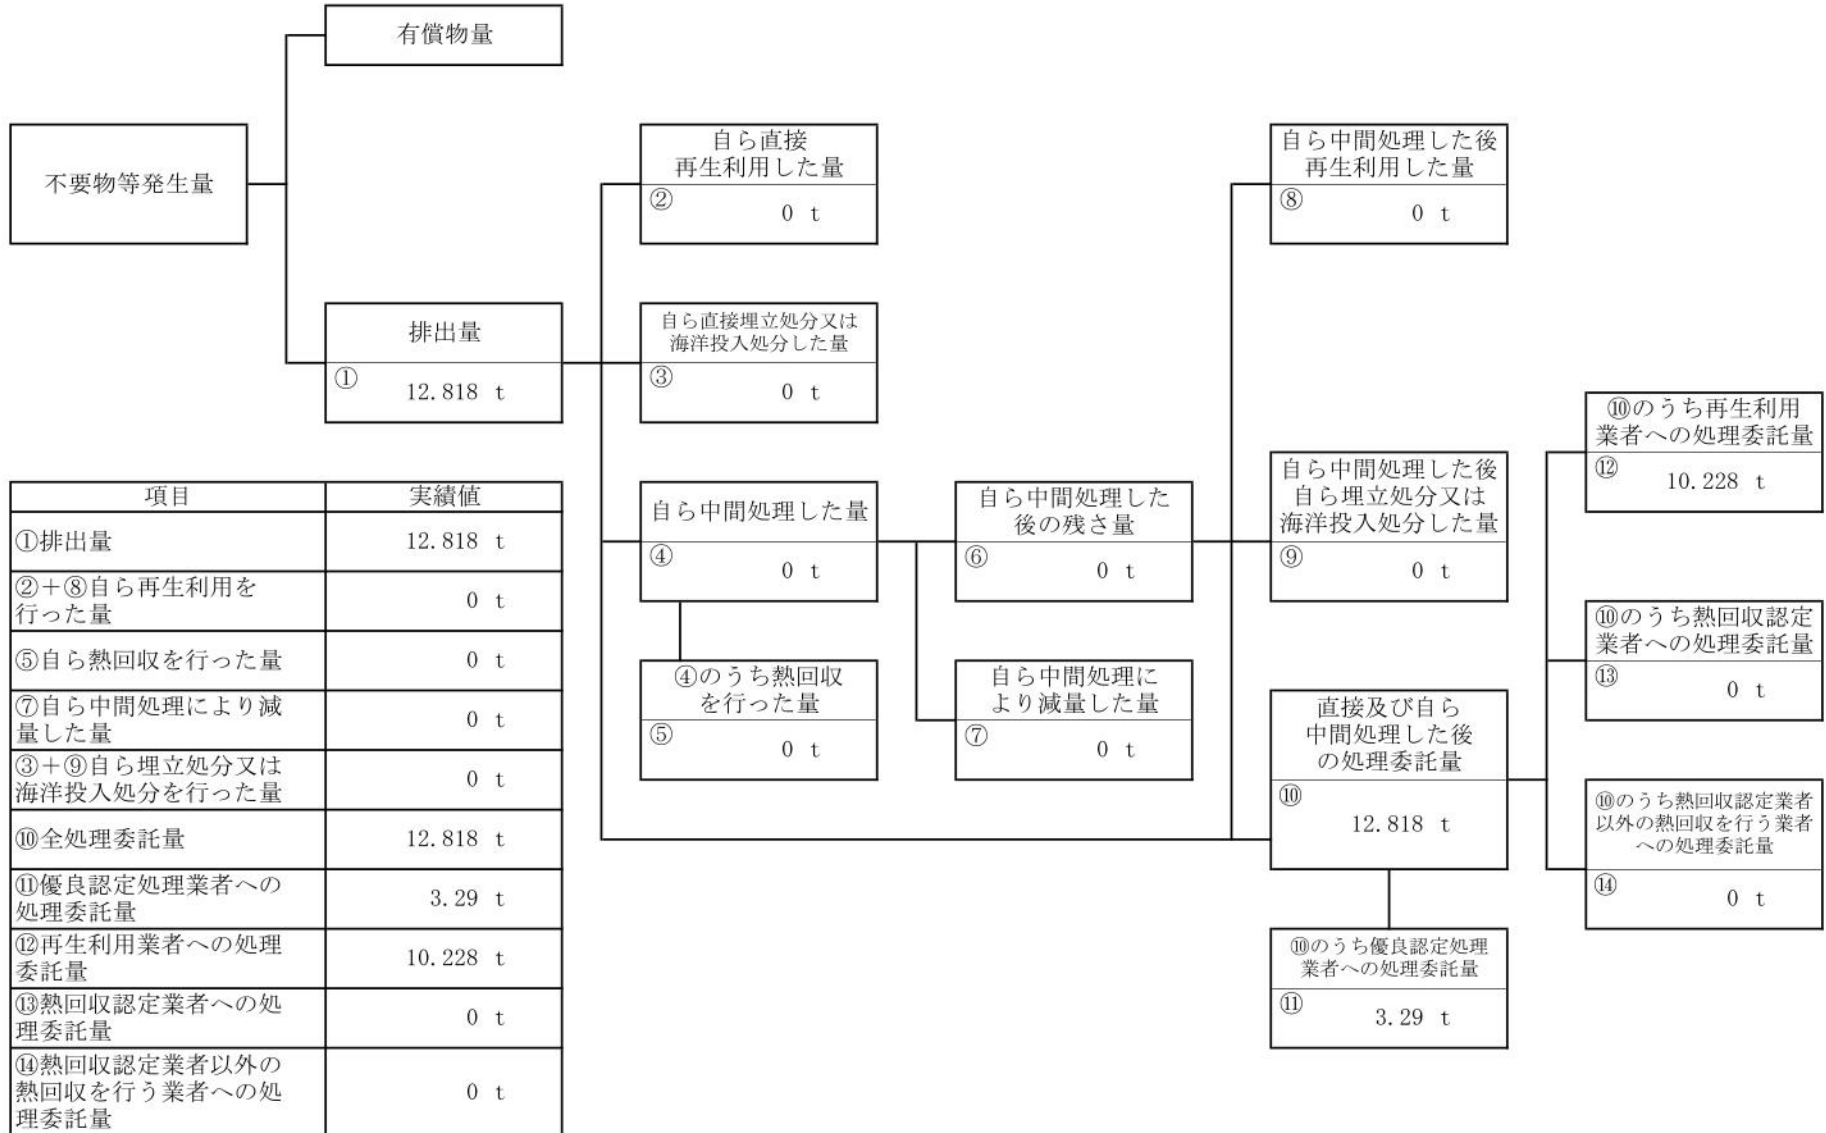 有償物量
不要物等発生量
自ら直接
再生利用した量
②
0 t
自ら中間処理した後
再生利用した量
⑧
0 t
排出量
①
12.818 t
自ら直接埋立処分又は
海洋投入処分した量
③
0 t
⑩のうち再生利用
業者への処理委託量
⑫
10.228 t
自ら中間処理した量
④
0 t
自ら中間処理した
後の残さ量
⑥
0 t
自ら中間処理した後
自ら埋立処分又は
海洋投入処分した量
⑨
0 t
⑩のうち熱回収認定
業者への処理委託量
⑬
0 t
④のうち熱回収
を行った量
⑤
0 t
自ら中間処理に
より減量した量
⑦
0 t
直接及び自ら
中間処理した後
の処理委託量
⑩
12.818 t
⑩のうち熱回収認定業者
以外の熱回収を行う業者
への処理委託量
⑭
0 t
⑩のうち優良認定処理
業者への処理委託量
⑪
3.29 t
項目 実績値
①排出量 12.818 t
②+⑧自ら再生利用を
行った量 0 t
⑤自ら熱回収を行った量 0 t
⑦自ら中間処理により減
量した量 0 t
③+⑨自ら埋立処分又は
海洋投入処分を行った量 0 t
⑩全処理委託量 12.818 t
⑪優良認定処理業者への
処理委託量 3.29 t
⑫再生利用業者への処理
委託量 10.228 t
⑬熱回収認定業者への処
理委託量 0 t
⑭熱回収認定業者以外の
熱回収を行う業者への処
理委託量 0 t